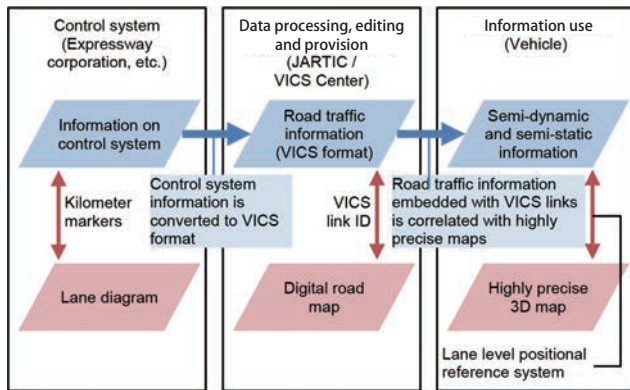 Control system
(Expressway
corporation, etc.)
Data processing, editing
and provision
(JARTIC /
VICS Center)
Information use
(Vehicle)
Information on
control system
Road traffic
information
(VICS format)
Semi-dynamic
and semi-static
information
Kilometer
markers
Control system
information is
converted to VICS
format
VICS
link ID
Road traffic information
embedded with VICS links
is correlated with highly
precise maps
Lane diagram
Digital road
map
Highly precise
3D map
Lane level positional
reference system